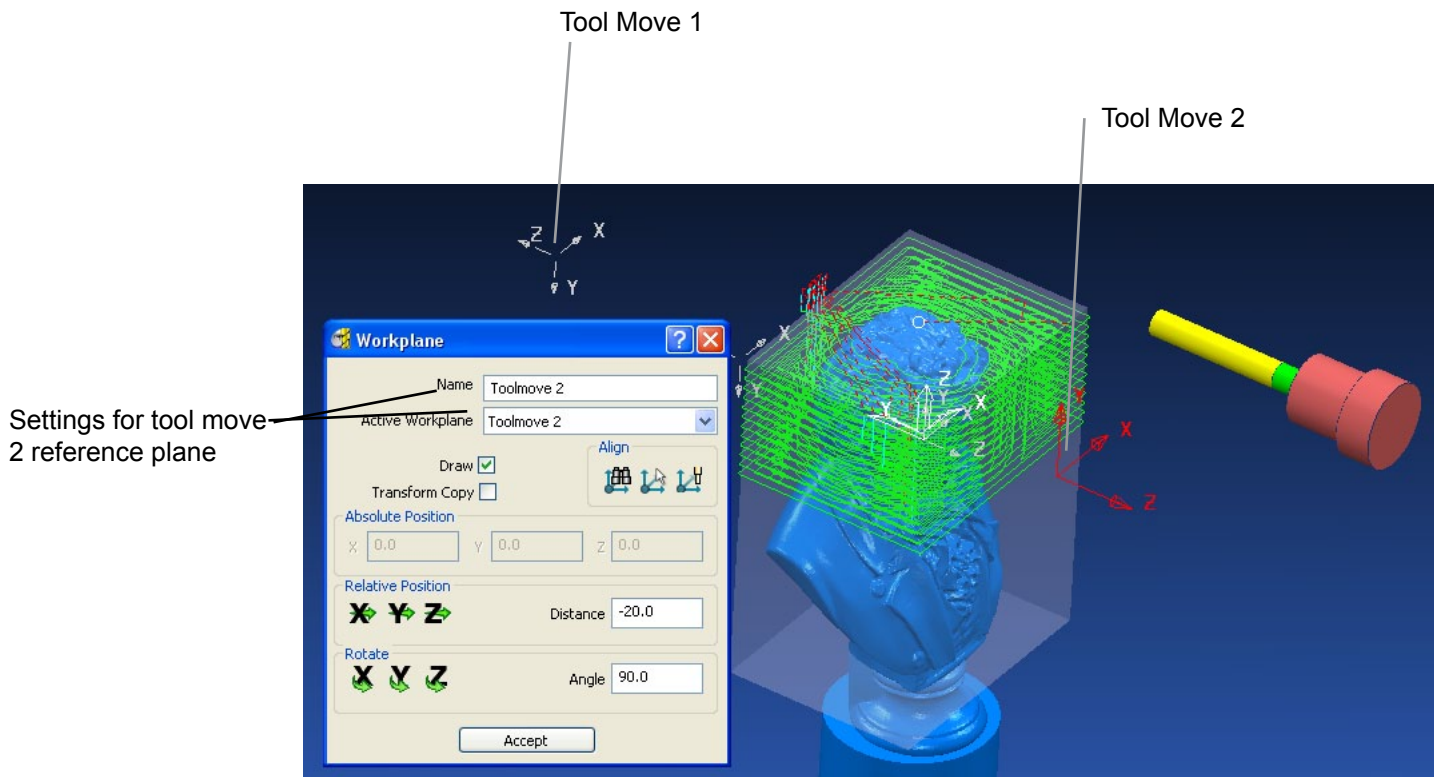 Tool Move 1
Tool Move 2
Z X
Y
Workplane
? X
Name Toolmove 2
Active Workplane Toolmove 2
Settings for tool move
2 reference plane
Draw
Transform Copy
Align
Absolute Position
X 0.0 Y 0.0 Z 0.0
Relative Position
X Y Z Distance -20.0
Rotate
X Y Z Angle 90.0
Accept
X
Y
Z
Y
Y X
X
Z
Y
X
Z